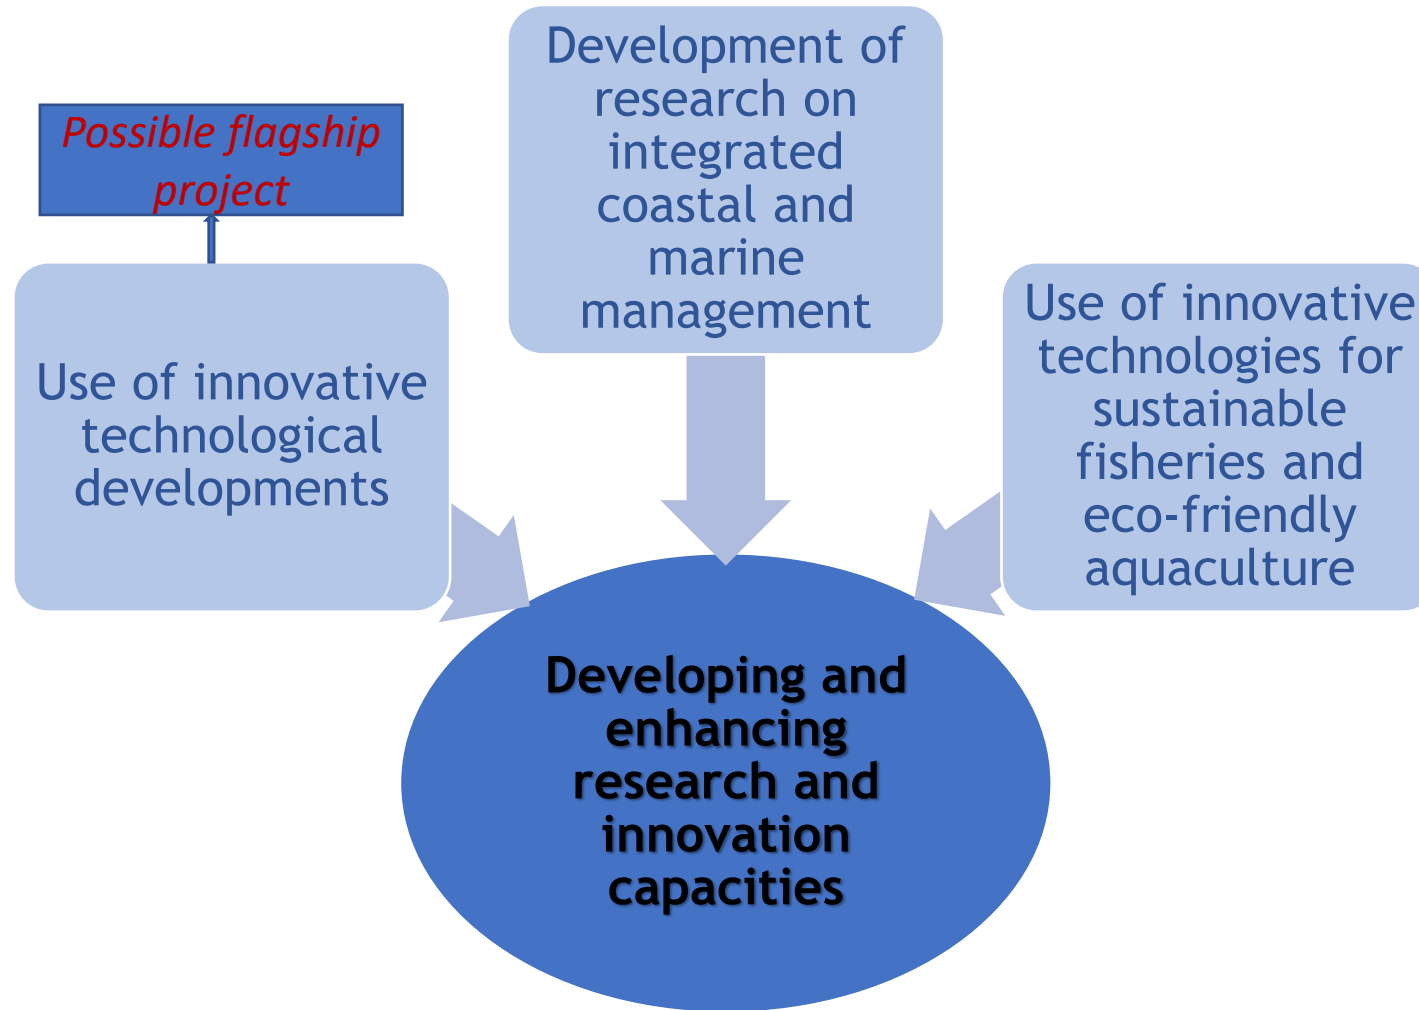 Possible flagship
project
Use of innovative
technological
developments
Development of
research on
integrated
coastal and
marine
management
Use of innovative
technologies for
sustainable
fisheries and
eco-friendly
aquaculture
Developing and
enhancing
research and
innovation
capacities